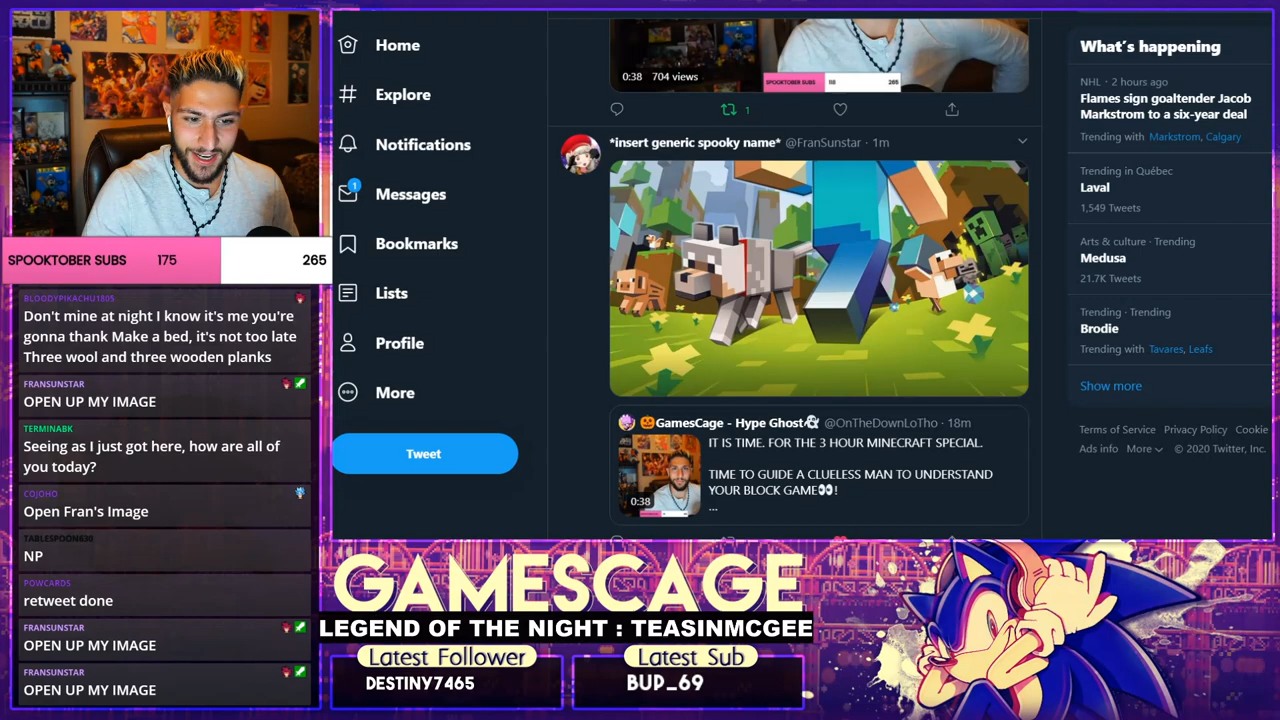 SPOOKTOBER SUBS 175 265
BLOODYPIKACHU1805
Don't mine at night I know it's me you're
gonna thank Make a bed, it's not too late
Three wool and three wooden planks
FRANSUNSTAR
OPEN UP MY IMAGE
TERMINABK
Seeing as I just got here, how are all of
you today?
COJOHO
Open Fran's Image
TABLESPOON630
NP
POWCARDS
retweet done
FRANSUNSTAR
OPEN UP MY IMAGE
FRANSUNSTAR
OPEN UP MY IMAGE
Home
Explore
Notifications
1
Messages
Bookmarks
Lists
Profile
More
Tweet
0:38 704 views
SPOOKTOBER SUBS 118 265
1
*insert generic spooky name* @FranSunstar · 1m
GamesCage - Hype Ghost @OnTheDownLoTho · 18m
IT IS TIME. FOR THE 3 HOUR MINECRAFT SPECIAL.
TIME TO GUIDE A CLUELESS MAN TO UNDERSTAND
YOUR BLOCK GAME👀!
...
0:38
What's happening
NHL · 2 hours ago
Flames sign goaltender Jacob
Markstrom to a six-year deal
Trending with Markstrom, Calgary
Trending in Québec
Laval
1,549 Tweets
Arts & culture · Trending
Medusa
21.7K Tweets
Trending · Trending
Brodie
Trending with Tavares, Leafs
Show more
Terms of Service Privacy Policy Cookie
Ads info More © 2020 Twitter, Inc.
GAMESCAGE
LEGEND OF THE NIGHT : TEASINMCGEE
Latest Follower
DESTINY7465
Latest Sub
BUP_69